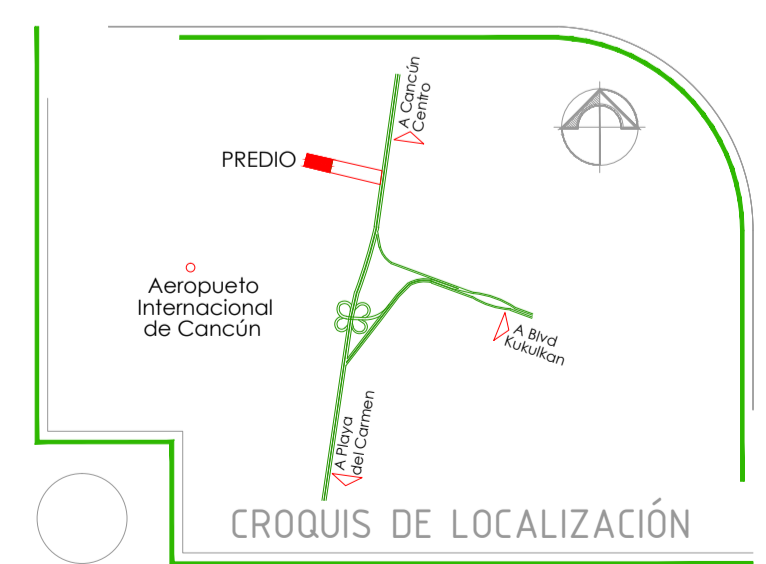 A Cancún
Centro
PREDIO
Aeropueto
Internacional
de Cancún
A Blvd
Kukulkan
A Playa
del Carmen
CROQUIS DE LOCALIZACIÓN